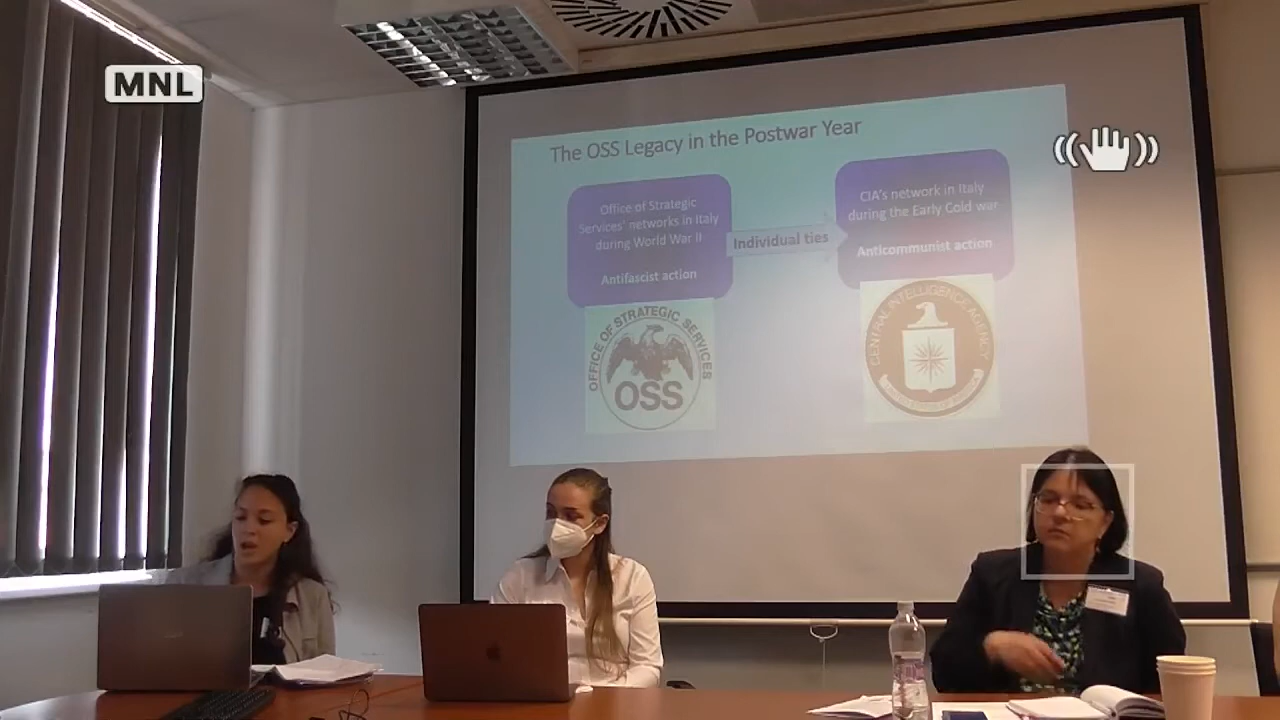 MNL
The OSS Legacy in the Postwar Year
Office of Strategic
Services' networks in Italy
during World War II
Antifascist action
Individual ties
CIA's network in Italy
during the Early Cold war
Anticommunist action
OFFICE OF STRATEGIC SERVICES
OSS
CENTRAL INTELLIGENCE AGENCY